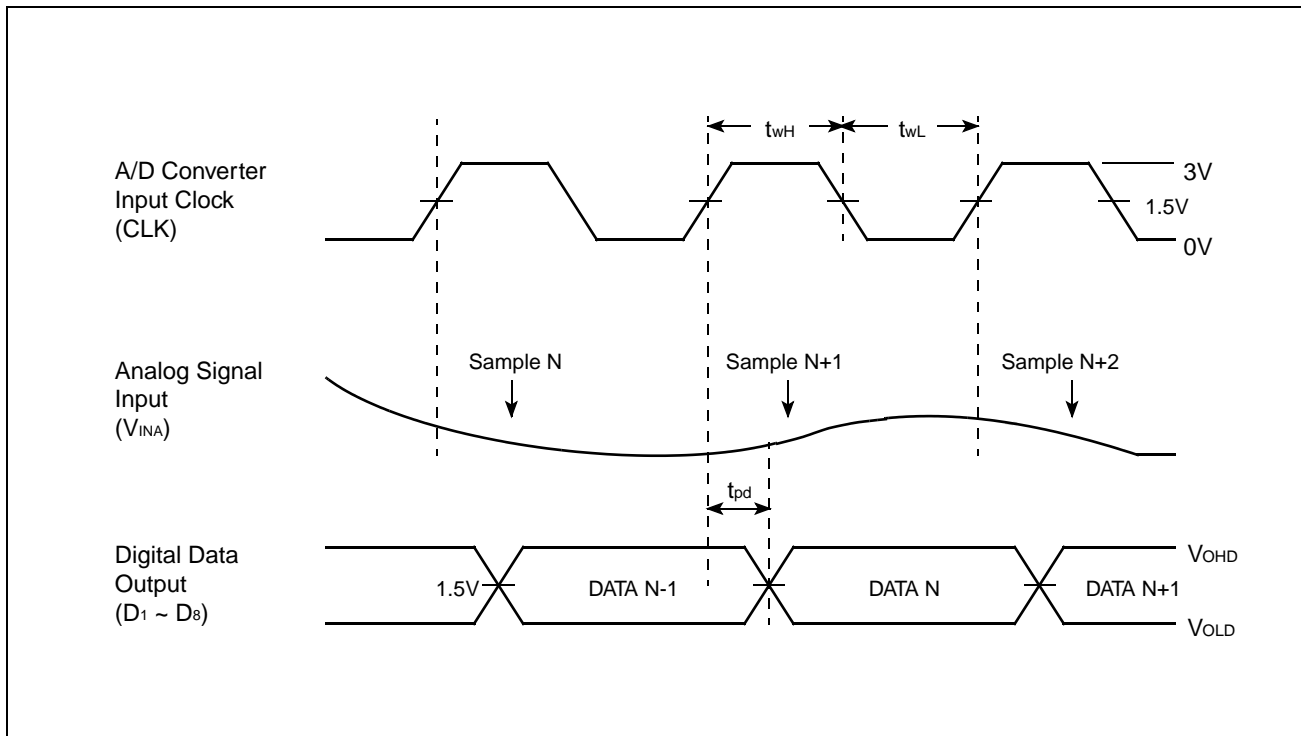 twH
twL
A/D Converter
Input Clock
(CLK)
3V
1.5V
0V
Sample N
Sample N+1
Sample N+2
Analog Signal
Input
(VINA)
tpd
Digital Data
Output
(D1 ~ D8)
1.5V
DATA N-1
DATA N
DATA N+1
VOHD
VOLD